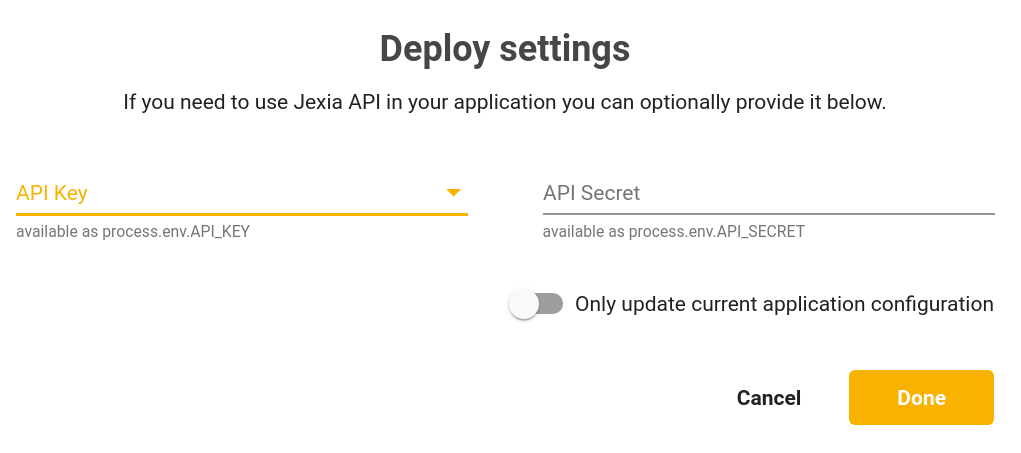 Deploy settings
If you need to use Jexia API in your application you can optionally provide it below.
API Key
API Secret
available as process.env.API_KEY
available as process.env.API_SECRET
Only update current application configuration
Cancel
Done